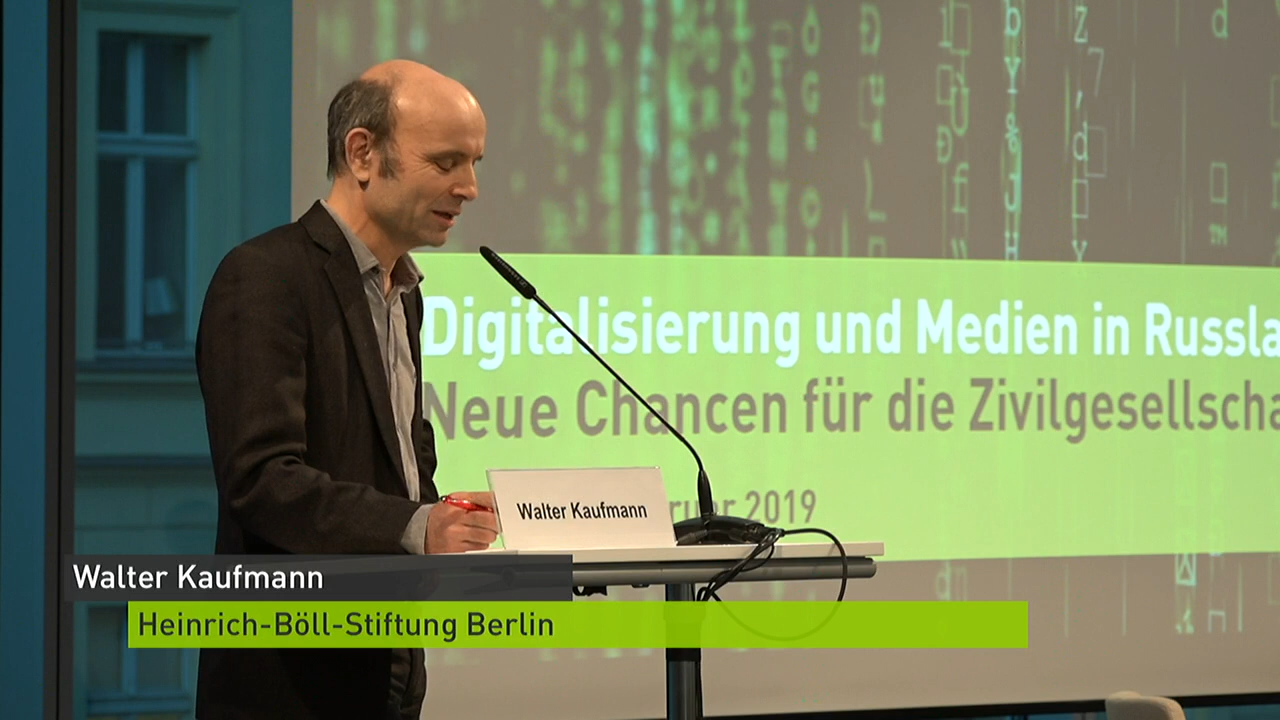 Digitalisierung und Medien in Russla
Neue Chancen für die Zivilgesellscha
ruar 2019
Walter Kaufmann
Walter Kaufmann
Heinrich-Böll-Stiftung Berlin